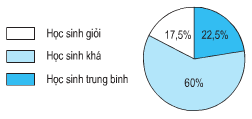 Học sinh giỏi
Học sinh khá
Học sinh trung bình
17,5%
22,5%
60%